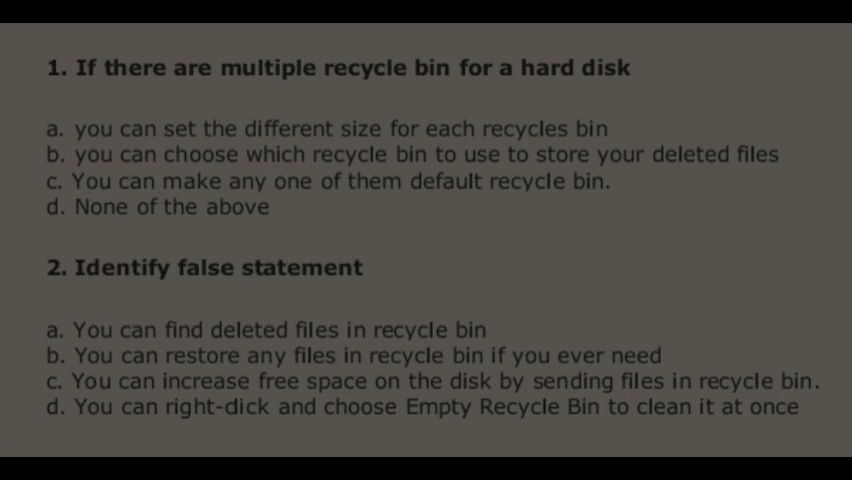 1. If there are multiple recycle bin for a hard disk
a. you can set the different size for each recycles bin
b. you can choose which recycle bin to use to store your deleted files
c. You can make any one of them default recycle bin.
d. None of the above
2. Identify false statement
a. You can find deleted files in recycle bin
b. You can restore any files in recycle bin if you ever need
c. You can increase free space on the disk by sending files in recycle bin.
d. You can right-dick and choose Empty Recycle Bin to clean it at once